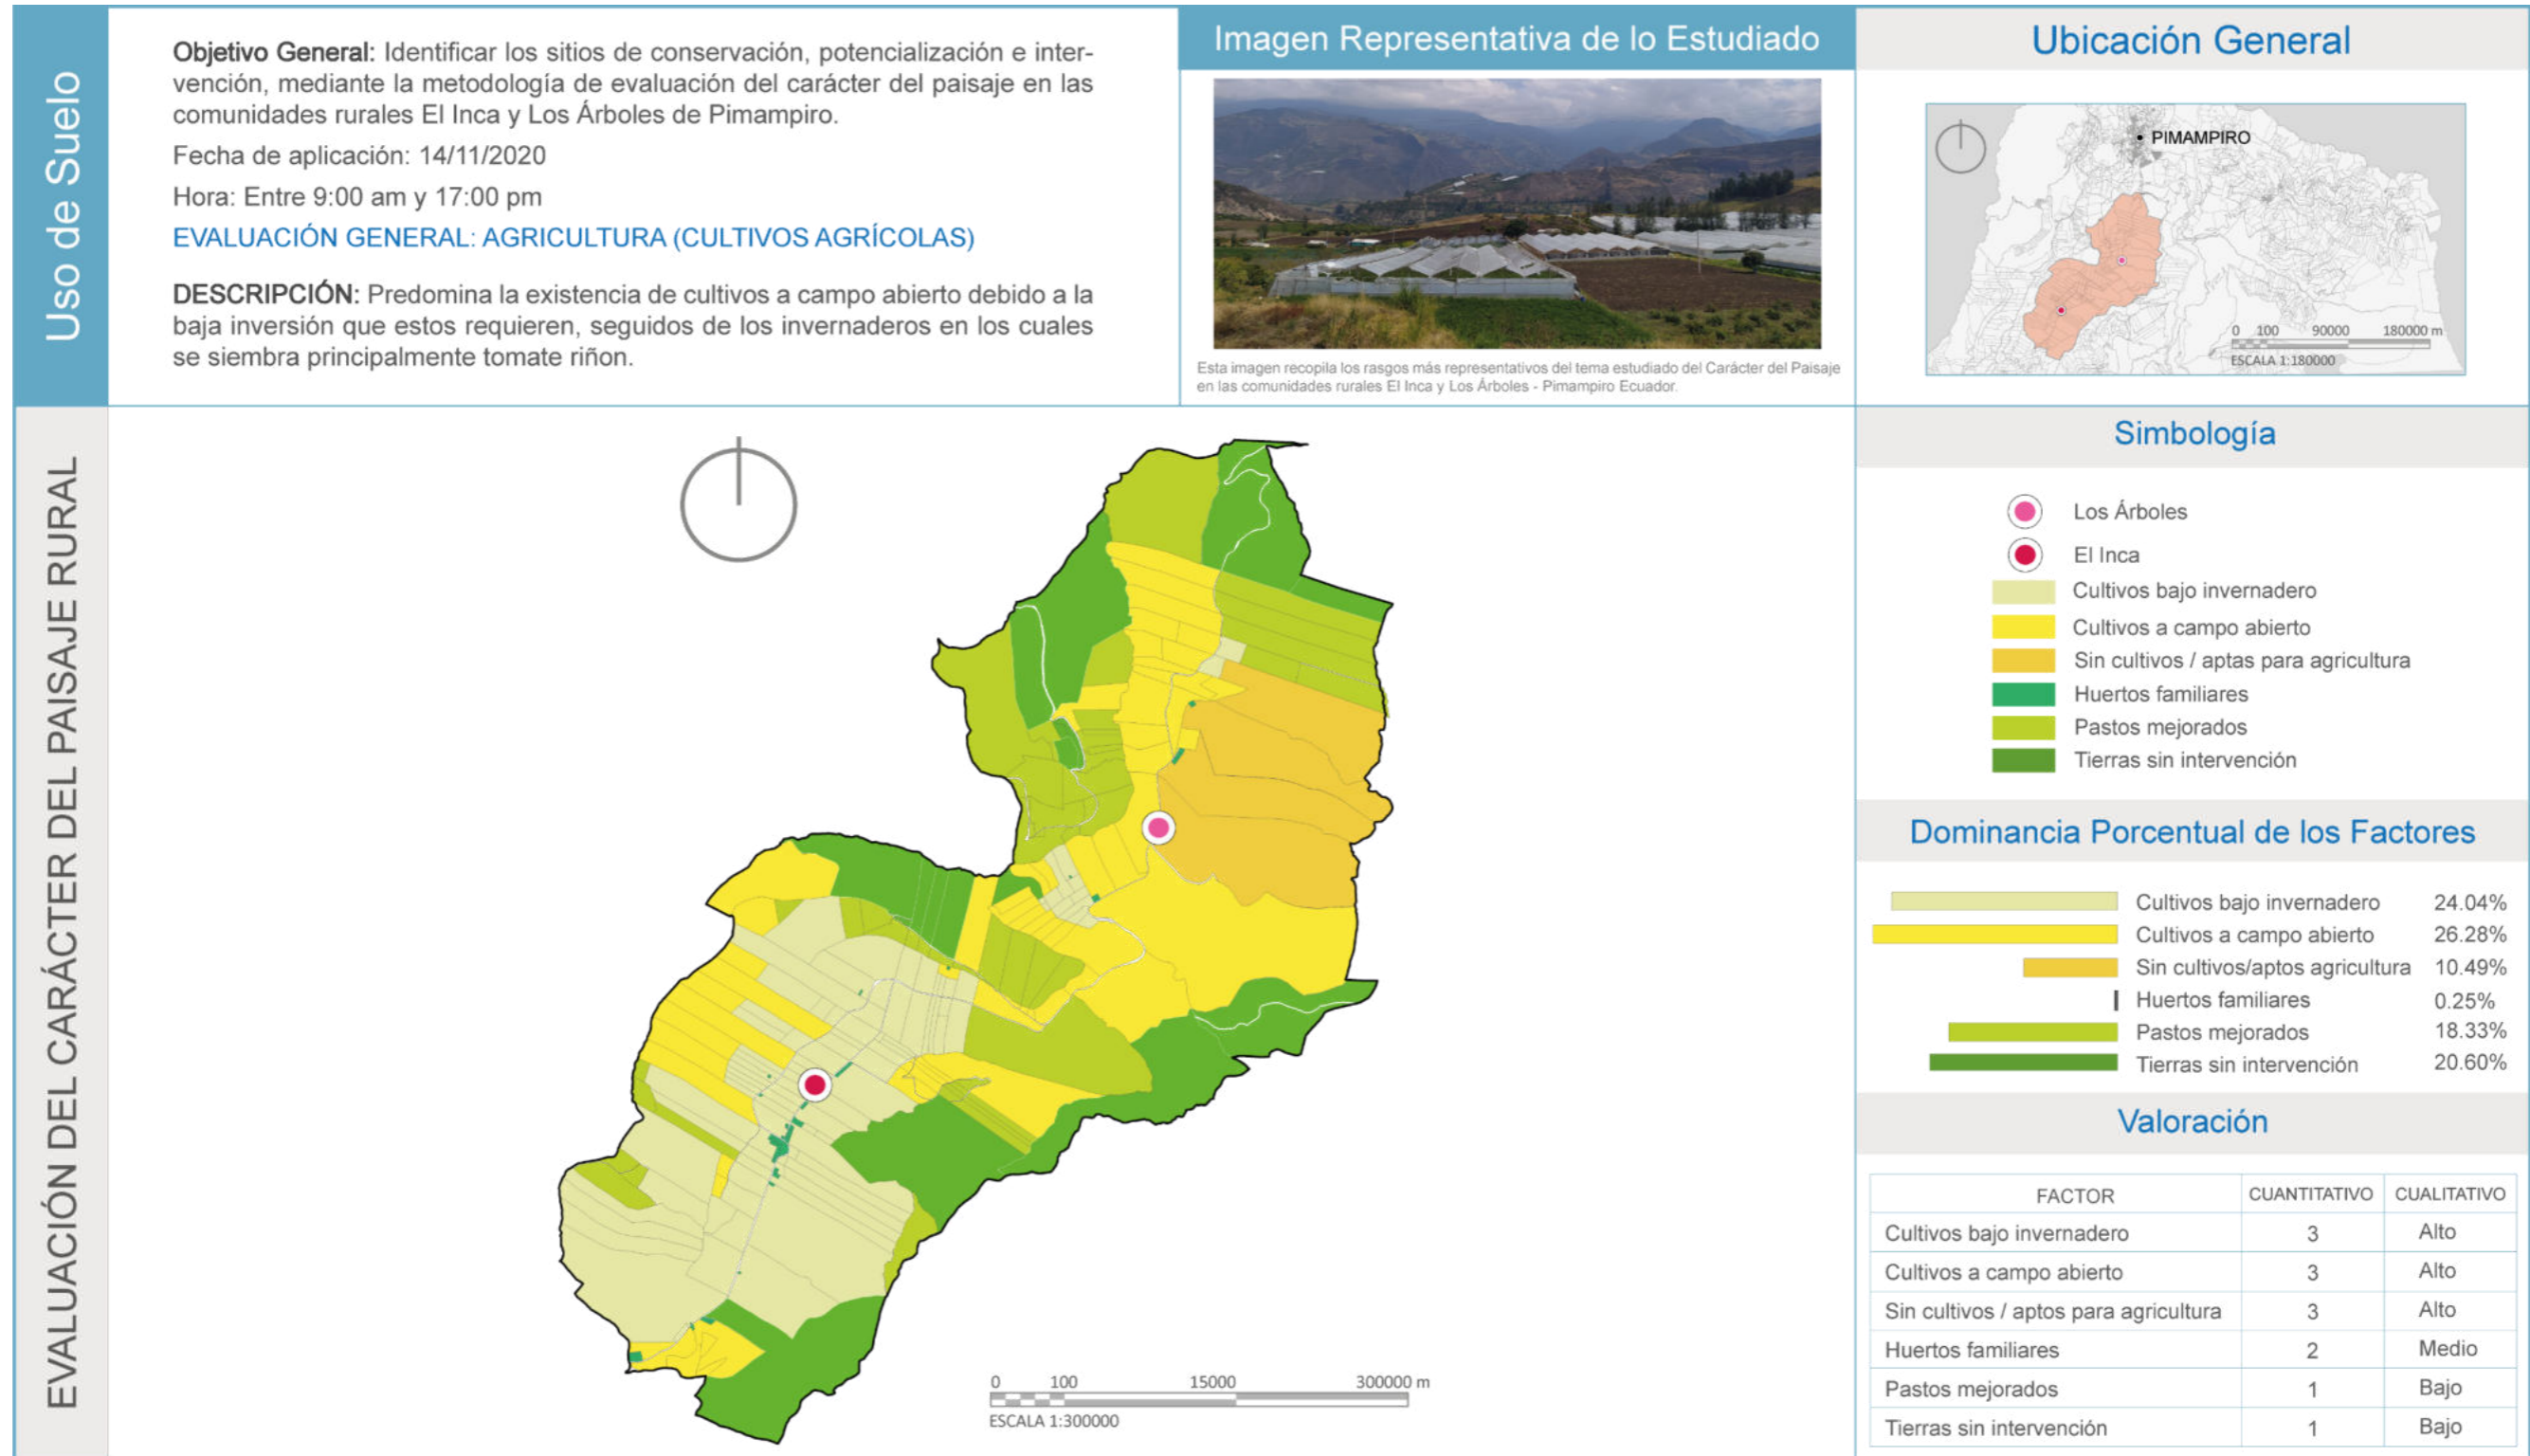 Uso de Suelo
Objetivo General: Identificar los sitios de conservación, potencialización e inter-
vención, mediante la metodología de evaluación del carácter del paisaje en las
comunidades rurales El Inca y Los Árboles de Pimampiro.
Fecha de aplicación: 14/11/2020
Hora: Entre 9:00 am y 17:00 pm
EVALUACIÓN GENERAL: AGRICULTURA (CULTIVOS AGRÍCOLAS)
DESCRIPCIÓN: Predomina la existencia de cultivos a campo abierto debido a la
baja inversión que estos requieren, seguidos de los invernaderos en los cuales
se siembra principalmente tomate riñon.
Imagen Representativa de lo Estudiado
Esta imagen recopila los rasgos más representativos del tema estudiado del Carácter del Paisaje
en las comunidades rurales El Inca y Los Árboles - Pimampiro Ecuador.
Ubicación General
PIMAMPIRO
0 100 90000 180000 m
ESCALA 1:180000
EVALUACIÓN DEL CARÁCTER DEL PAISAJE RURAL
0 100 15000 300000 m
ESCALA 1:300000
Simbología
Los Árboles
El Inca
Cultivos bajo invernadero
Cultivos a campo abierto
Sin cultivos / aptas para agricultura
Huertos familiares
Pastos mejorados
Tierras sin intervención
Dominancia Porcentual de los Factores
Cultivos bajo invernadero 24.04%
Cultivos a campo abierto 26.28%
Sin cultivos/aptos agricultura 10.49%
Huertos familiares 0.25%
Pastos mejorados 18.33%
Tierras sin intervención 20.60%
Valoración
FACTOR CUANTITATIVO CUALITATIVO
Cultivos bajo invernadero 3 Alto
Cultivos a campo abierto 3 Alto
Sin cultivos / aptos para agricultura 3 Alto
Huertos familiares 2 Medio
Pastos mejorados 1 Bajo
Tierras sin intervención 1 Bajo